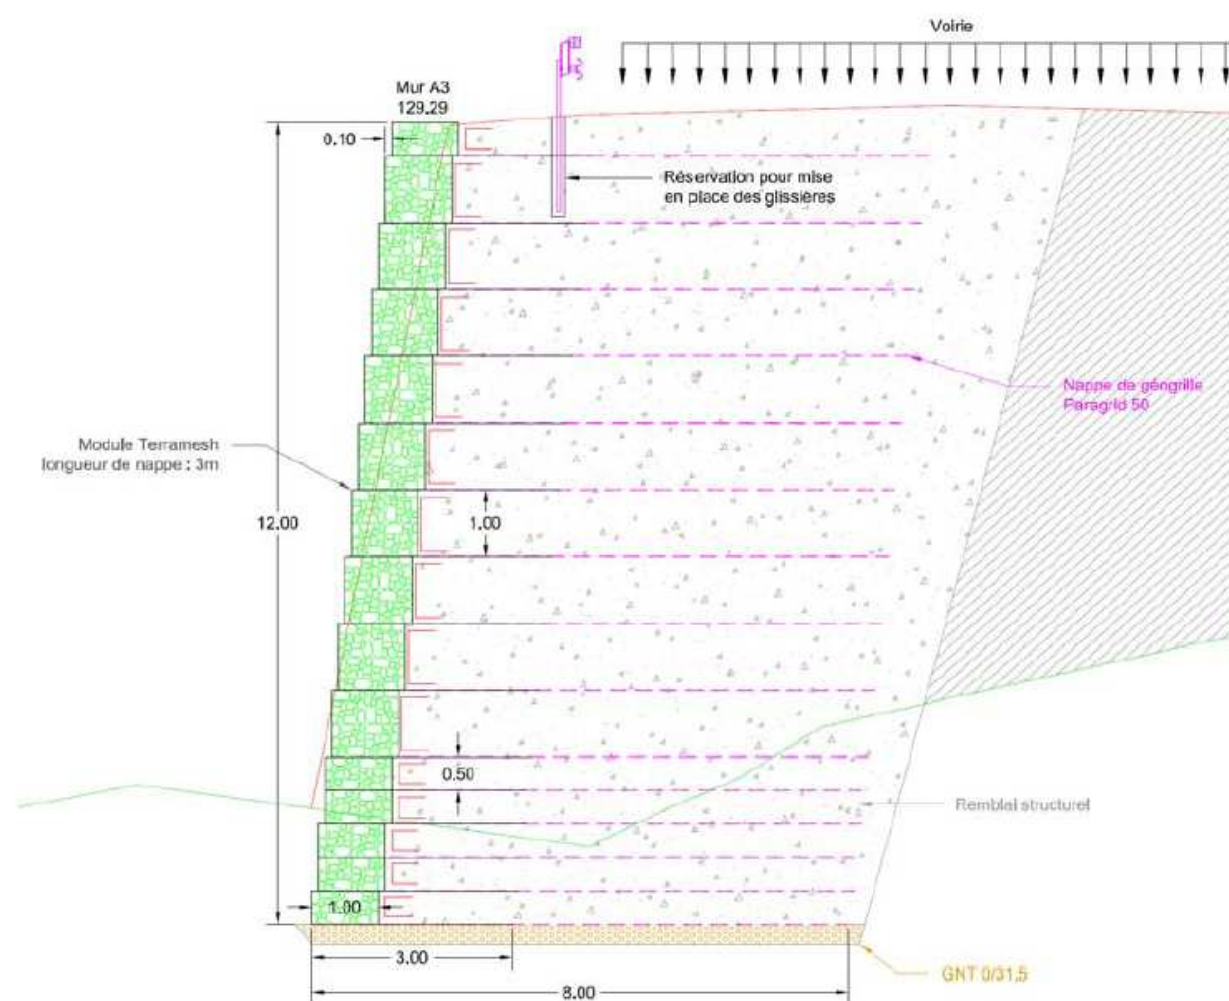 Voirie
Mur A3
129.29
0.10
Réservation pour mise
en place des glissières
Nappe de géngrille
Paragrid 50
Module Terramesh
longueur de nappe : 3m
12.00
1.00
0.50
Remblai structurel
1.00
3.00
GNT 0/31,5
8.00